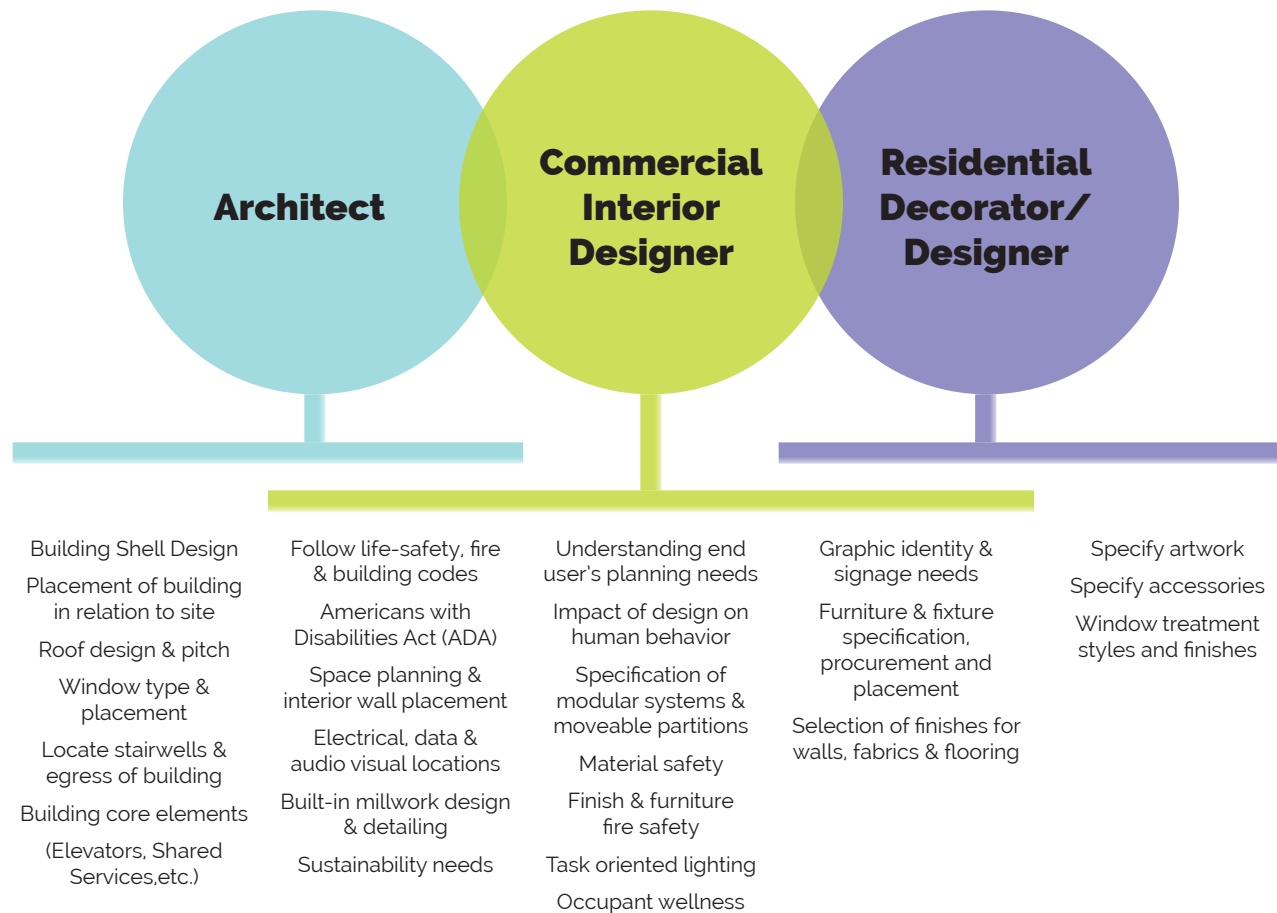 Architect
Commercial
Interior
Designer
Residential
Decorator/
Designer
Building Shell Design
Placement of building
in relation to site
Roof design & pitch
Window type &
placement
Locate stairwells &
egress of building
Building core elements
(Elevators, Shared
Services,etc.)
Follow life-safety, fire
& building codes
Americans with
Disabilities Act (ADA)
Space planning &
interior wall placement
Electrical, data &
audio visual locations
Built-in millwork design
& detailing
Sustainability needs
Understanding end
user's planning needs
Impact of design on
human behavior
Specification of
modular systems &
moveable partitions
Material safety
Finish & furniture
fire safety
Task oriented lighting
Occupant wellness
Graphic identity &
signage needs
Furniture & fixture
specification,
procurement and
placement
Selection of finishes for
walls, fabrics & flooring
Specify artwork
Specify accessories
Window treatment
styles and finishes